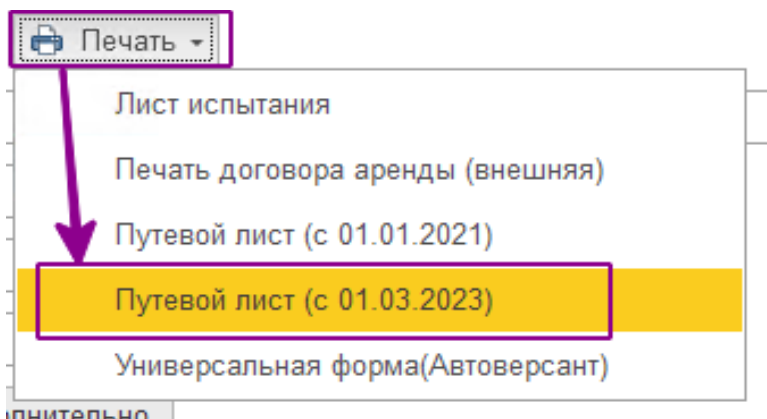 Печать
Лист испытания
Печать договора аренды (внешняя)
Путевой лист (с 01.01.2021)
Путевой лист (с 01.03.2023)
Универсальная форма(Автоверсант)